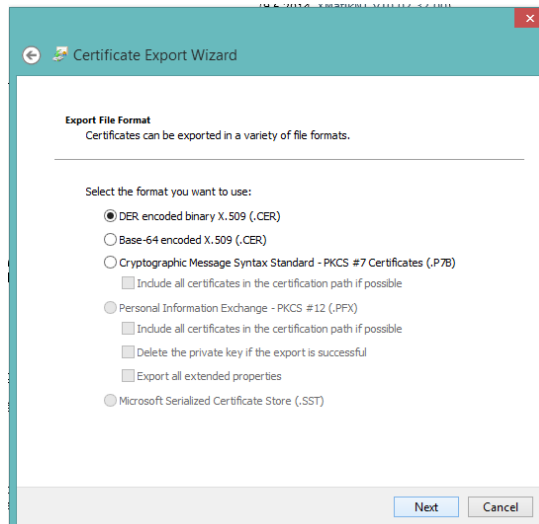 Certificate Export Wizard
Export File Format
Certificates can be exported in a variety of file formats.
Select the format you want to use:
DER encoded binary X.509 (.CER)
Base-64 encoded X.509 (.CER)
Cryptographic Message Syntax Standard - PKCS #7 Certificates (.P7B)
Include all certificates in the certification path if possible
Personal Information Exchange - PKCS #12 (.PFX)
Include all certificates in the certification path if possible
Delete the private key if the export is successful
Export all extended properties
Microsoft Serialized Certificate Store (.SST)
Next Cancel